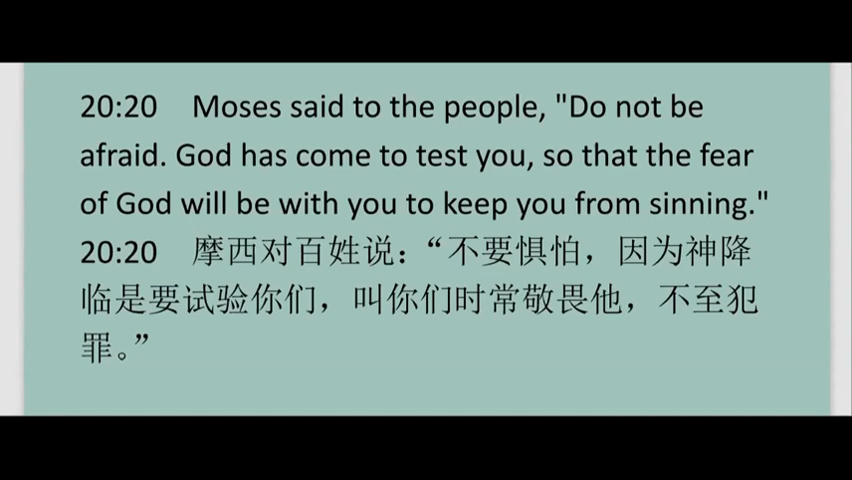 20:20 Moses said to the people, "Do not be
afraid. God has come to test you, so that the fear
of God will be with you to keep you from sinning."
20:20 摩西对百姓说：“不要惧怕，因为神降
临是要试验你们，叫你们时常敬畏他，不至犯
罪。”